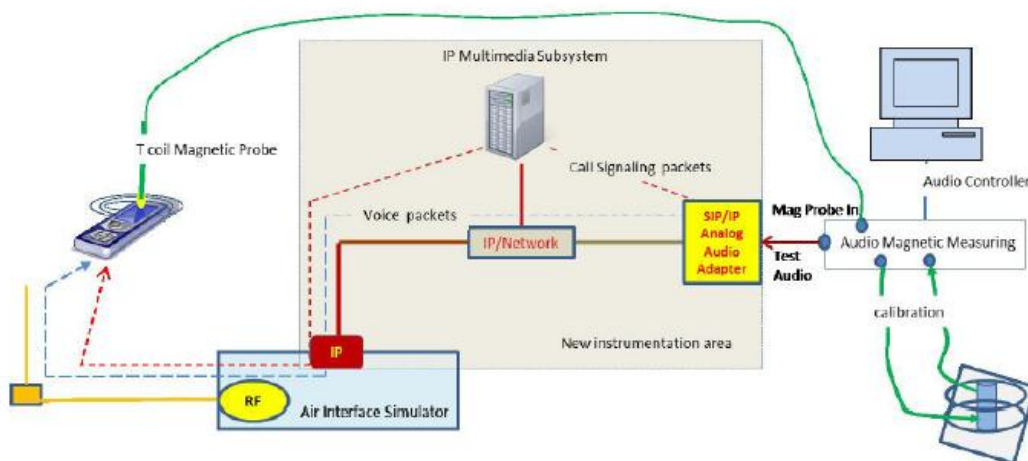 IP Multimedia Subsystem
T coil Magnetic Probe
Call Signaling packets
Audio Controller
Voice packets
Mag Probe In
SIP/IP
Analog
Audio
Adapter
IP/Network
Audio Magnetic Measuring
Test
Audio
calibration
IP
New instrumentation area
RF
Air Interface Simulator